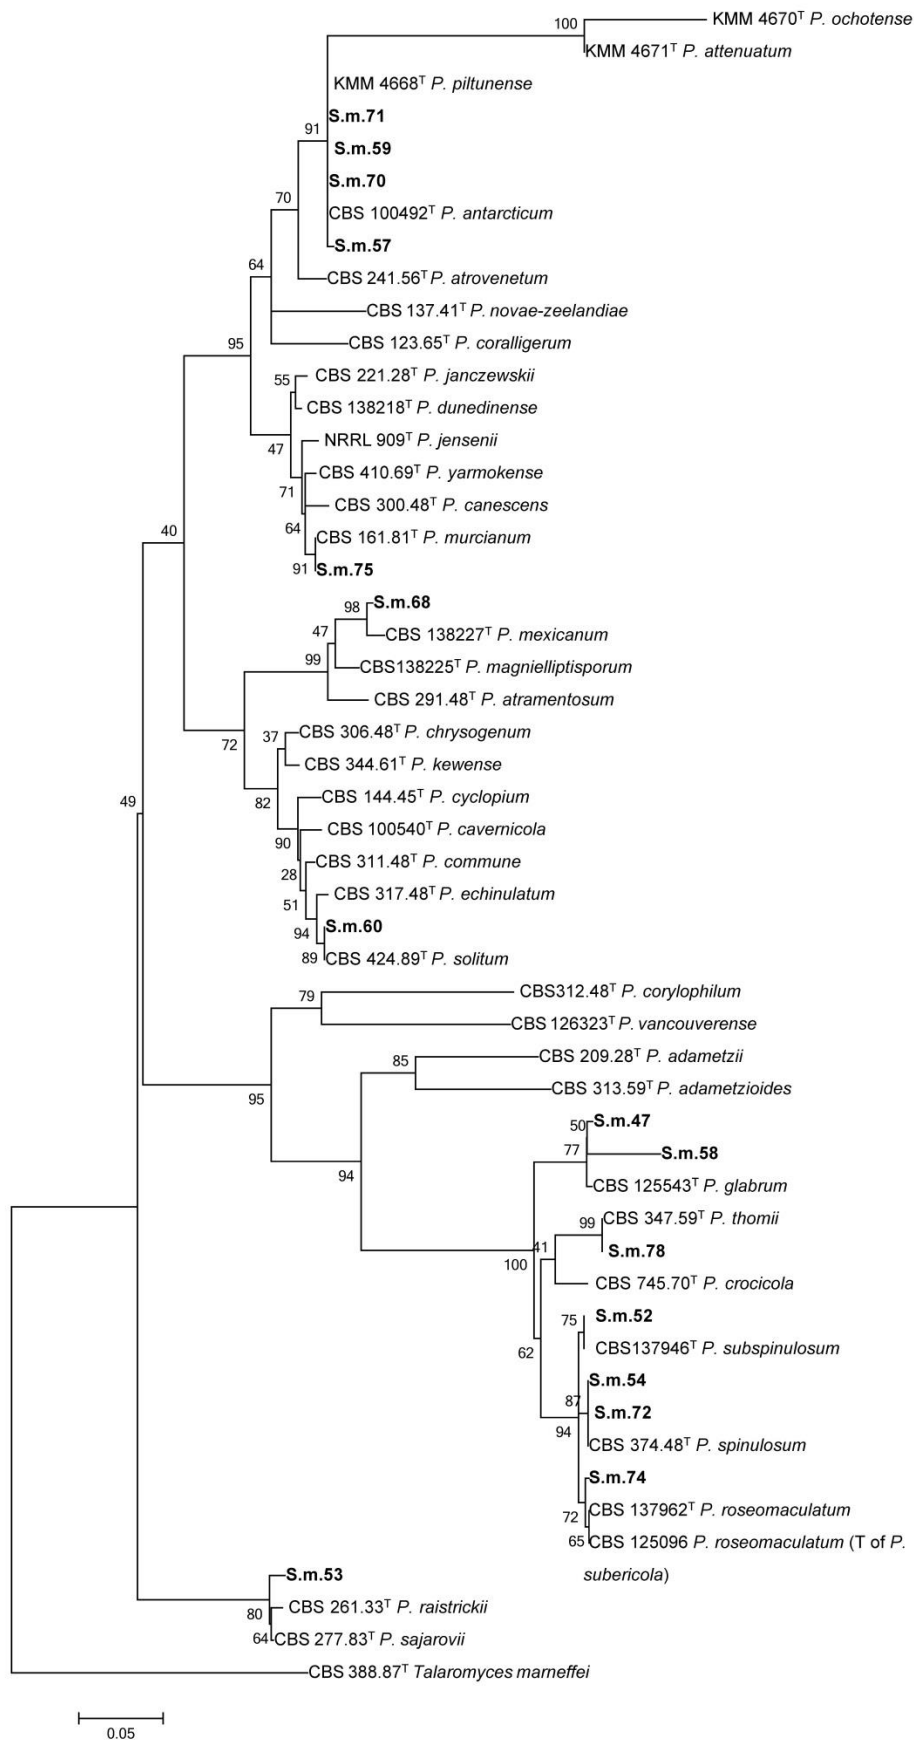 100
KMM 4670ᵀ P. ochotense
KMM 4671ᵀ P. attenuatum
KMM 4668ᵀ P. piltunense
S.m.71
91
S.m.59
S.m.70
70
CBS 100492ᵀ P. antarcticum
S.m.57
64
CBS 241.56ᵀ P. atrovenetum
CBS 137.41ᵀ P. novae-zeelandiae
95
CBS 123.65ᵀ P. coralligerum
55
CBS 221.28ᵀ P. janczewskii
CBS 138218ᵀ P. dunedinense
47
NRRL 909ᵀ P. jensenii
CBS 410.69ᵀ P. yarmokense
71
CBS 300.48ᵀ P. canescens
64
40
CBS 161.81ᵀ P. murcianum
91
S.m.75
98
S.m.68
47
CBS 138227ᵀ P. mexicanum
99
CBS138225ᵀ P. magnielliptisporum
CBS 291.48ᵀ P. atramentosum
72
37
CBS 306.48ᵀ P. chrysogenum
CBS 344.61ᵀ P. kewense
49
82
CBS 144.45ᵀ P. cyclopium
CBS 100540ᵀ P. cavernicola
90
CBS 311.48ᵀ P. commune
28
CBS 317.48ᵀ P. echinulatum
51
S.m.60
94
89
CBS 424.89ᵀ P. solitum
79
CBS312.48ᵀ P. corylophilum
CBS 126323ᵀ P. vancouverense
85
CBS 209.28ᵀ P. adametzii
CBS 313.59ᵀ P. adametzioides
95
50
S.m.47
77
S.m.58
94
CBS 125543ᵀ P. glabrum
99
CBS 347.59ᵀ P. thomii
41
S.m.78
100
CBS 745.70ᵀ P. crocicola
75
S.m.52
62
CBS137946ᵀ P. subspinulosum
S.m.54
87
S.m.72
94
CBS 374.48ᵀ P. spinulosum
S.m.74
72
CBS 137962ᵀ P. roseomaculatum
65
CBS 125096 P. roseomaculatum (T of P.
subericola)
S.m.53
80
CBS 261.33ᵀ P. raistrickii
64
CBS 277.83ᵀ P. sajarovii
CBS 388.87ᵀ Talaromyces marneffei
0.05